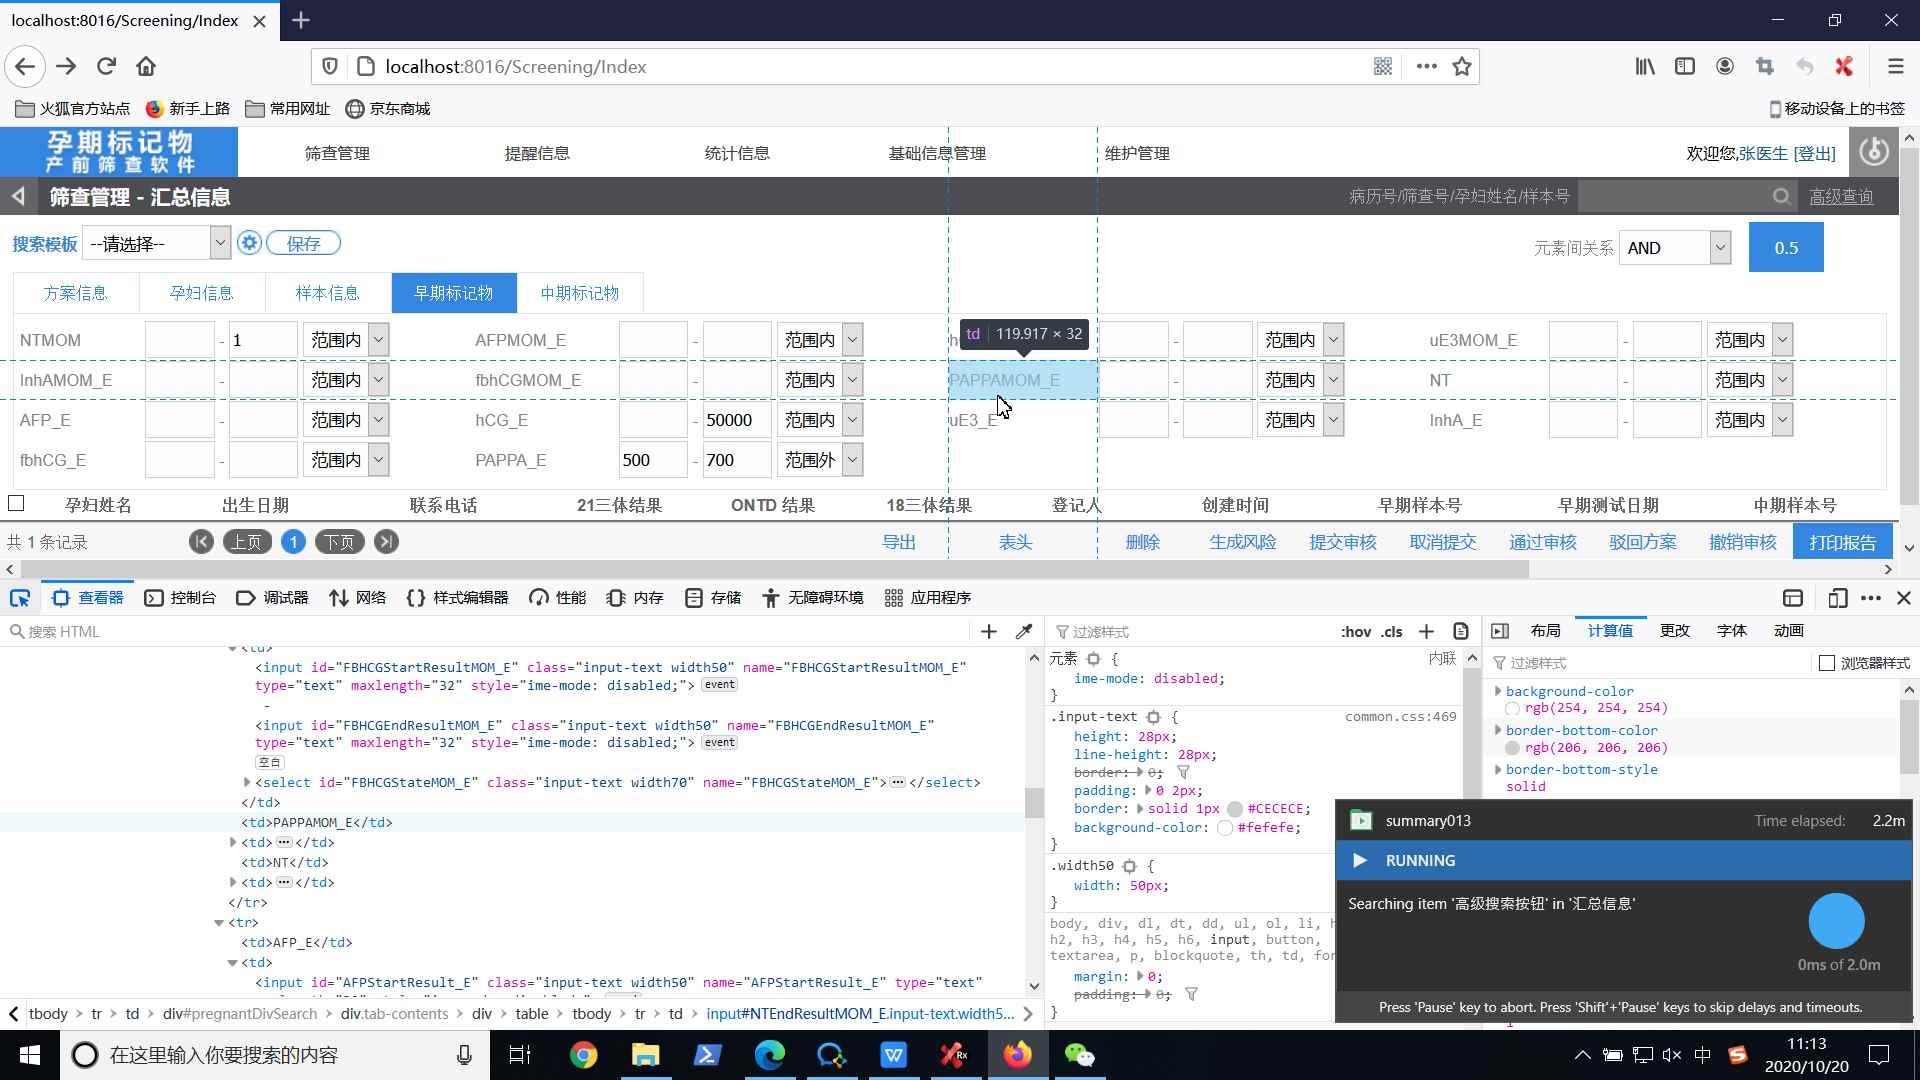 localhost:8016/Screening/Index
localhost:8016/Screening/Index
火狐官方站点 新手上路 常用网址 京东商城 移动设备上的书签
孕期标记物
产前筛查软件
筛查管理 提醒信息 统计信息 基础信息管理 维护管理 欢迎您,张医生 [登出]
筛查管理 - 汇总信息 病历号/筛查号/孕妇姓名/样本号 高级查询
搜索模板 --请选择-- 保存 元素间关系 AND 0.5
方案信息 孕妇信息 样本信息 早期标记物 中期标记物
td 119.917 × 32
NTMOM - 1 范围内 AFPMOM_E - 范围内 h - 范围内 uE3MOM_E - 范围内
InhAMOM_E - 范围内 fbhCGMOM_E - 范围内 PAPPAMOM_E - 范围内 NT - 范围内
AFP_E - 范围内 hCG_E - 50000 范围内 uE3_E - 范围内 InhA_E - 范围内
fbhCG_E - 范围内 PAPPA_E 500 - 700 范围外
孕妇姓名 出生日期 联系电话 21三体结果 ONTD 结果 18三体结果 登记人 创建时间 早期样本号 早期测试日期 中期样本号
共 1 条记录 上页 1 下页 导出 表头 删除 生成风险 提交审核 取消提交 通过审核 驳回方案 撤销审核 打印报告
查看器 控制台 调试器 网络 样式编辑器 性能 内存 存储 无障碍环境 应用程序
搜索 HTML
<td>
<input id="FBHCGStartResultMOM_E" class="input-text width50" name="FBHCGStartResultMOM_E"
type="text" maxlength="32" style="ime-mode: disabled;"> event
-
<input id="FBHCGEndResultMOM_E" class="input-text width50" name="FBHCGEndResultMOM_E"
type="text" maxlength="32" style="ime-mode: disabled;"> event
空白
<select id="FBHCGStateMOM_E" class="input-text width70" name="FBHCGStateMOM_E"> </select>
</td>
<td>PAPPAMOM_E</td>
<td> </td>
<td>NT</td>
<td> </td>
</tr>
<tr>
<td>AFP_E</td>
<td>
<input id="AFPStartResult_E" class="input-text width50" name="AFPStartResult_E" type="text"
tbody tr td div#pregnantDivSearch div.tab-contents div table tbody tr td input#NTEndResultMOM_E.input-text.width5...
过滤样式 :hov .cls
元素 { 内联
ime-mode: disabled;
}
.input-text { common.css:469
height: 28px;
line-height: 28px;
border: 0;
padding: 0 2px;
border: solid 1px #CECECE;
background-color: #fefefe;
}
.width50 {
width: 50px;
}
body, div, dl, dt, dd, ul, ol, li, h
h2, h3, h4, h5, h6, input, button,
textarea, p, blockquote, th, td, for
margin: 0;
padding: 0;
}
布局 计算值 更改 字体 动画
过滤样式 浏览器样式
background-color
rgb(254, 254, 254)
border-bottom-color
rgb(206, 206, 206)
border-bottom-style
solid
summary013 Time elapsed: 2.2m
RUNNING
Searching item '高级搜索按钮' in '汇总信息'
0ms of 2.0m
Press 'Pause' key to abort. Press 'Shift'+'Pause' keys to skip delays and timeouts.
在这里输入你要搜索的内容
Rx
中
11:13
2020/10/20